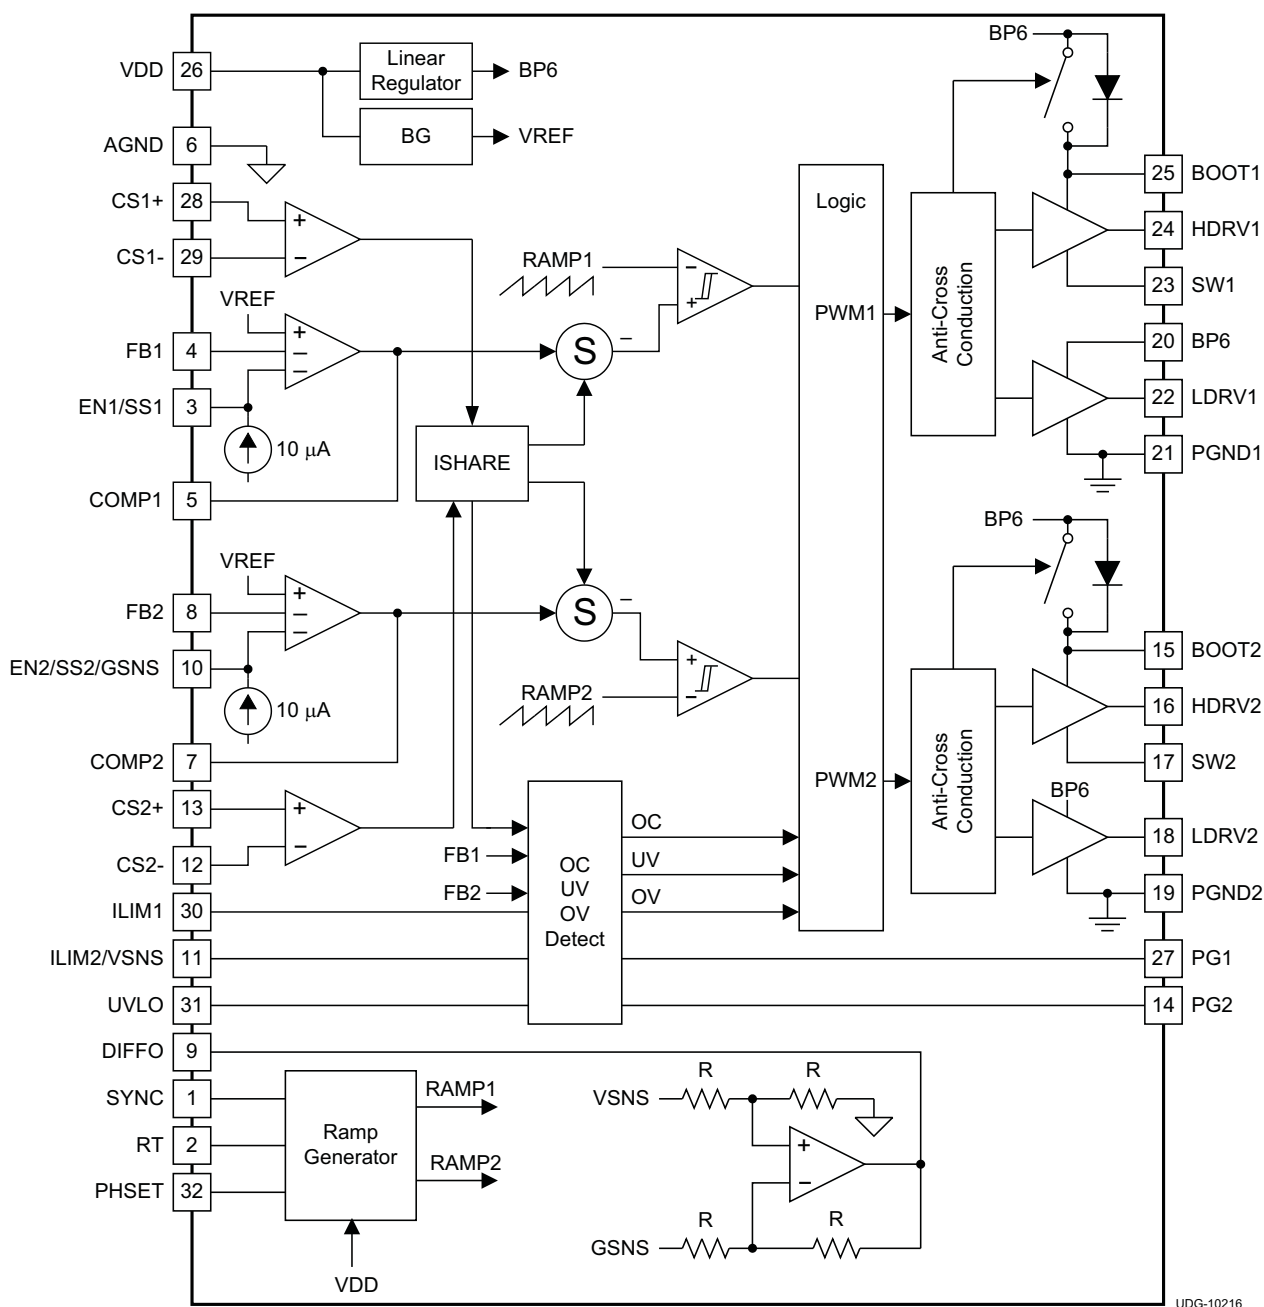 BP6
VDD 26
Linear
Regulator
BP6
BG
VREF
AGND 6
CS1+ 28
+
−
CS1- 29
VREF
+
−
−
FB1 4
EN1/SS1 3
10 μA
COMP1 5
ISHARE
RAMP1
−
+
S
−
VREF
+
−
−
FB2 8
EN2/SS2/GSNS 10
10 μA
COMP2 7
S
−
+
−
RAMP2
CS2+ 13
+
−
CS2- 12
ILIM1 30
ILIM2/VSNS 11
UVLO 31
DIFFO 9
SYNC 1
RT 2
PHSET 32
FB1
FB2
OC
UV
OV
Detect
OC
UV
OV
Logic
PWM1
PWM2
Anti-Cross
Conduction
25 BOOT1
24 HDRV1
23 SW1
20 BP6
22 LDRV1
21 PGND1
BP6
Anti-Cross
Conduction
15 BOOT2
16 HDRV2
17 SW2
BP6
18 LDRV2
19 PGND2
27 PG1
14 PG2
Ramp
Generator
RAMP1
RAMP2
VDD
VSNS
R
R
+
−
GSNS
R
R
UDG-10216